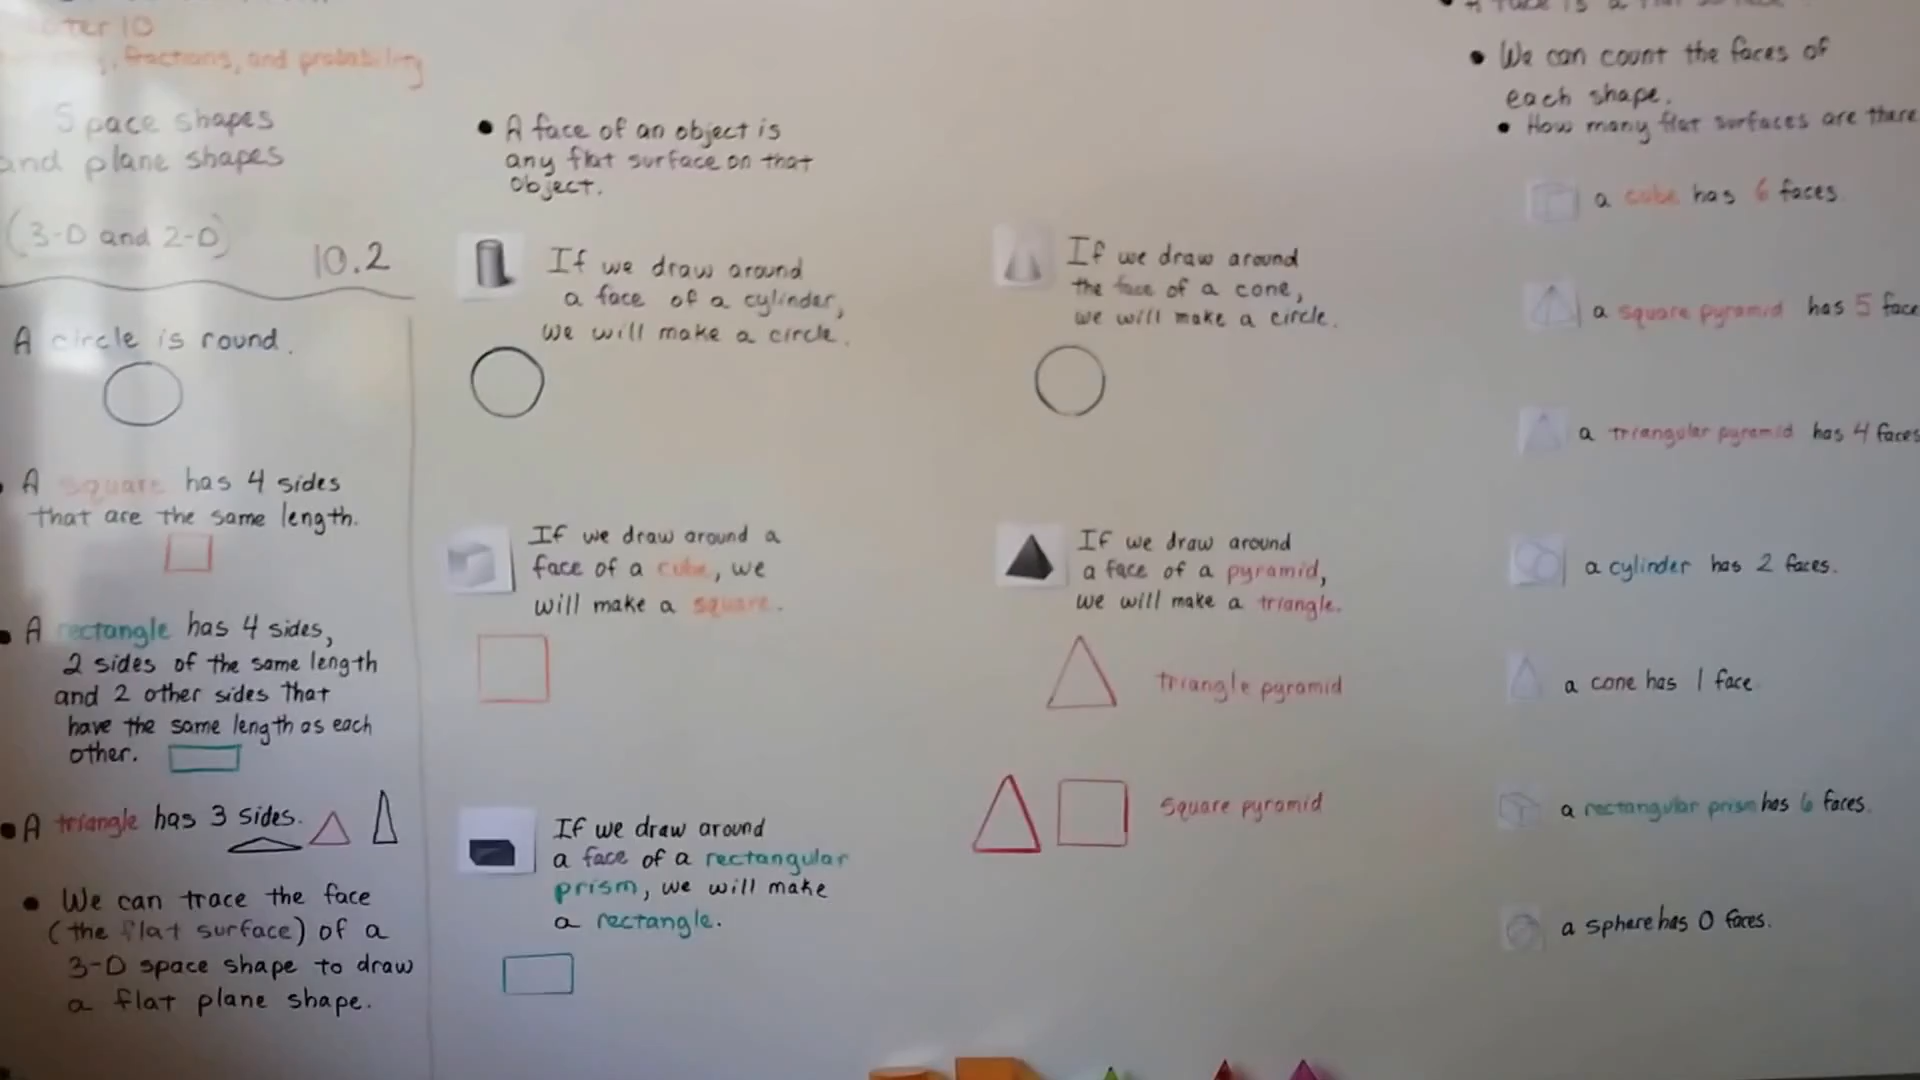 10
fractions, and probability
Space shapes
and plane shapes
(3-D and 2-D)
10.2
A circle is round.
A square has 4 sides
that are the same length.
A rectangle has 4 sides,
2 sides of the same length
and 2 other sides that
have the same length as each
other.
A triangle has 3 sides.
We can trace the face
(the flat surface) of a
3-D space shape to draw
a flat plane shape.
A face of an object is
any flat surface on that
object.
If we draw around
a face of a cylinder,
we will make a circle.
If we draw around a
face of a cube, we
will make a square.
If we draw around
a face of a rectangular
prism, we will make
a rectangle.
If we draw around
the face of a cone,
we will make a circle.
If we draw around
a face of a pyramid,
we will make a triangle.
triangle pyramid
square pyramid
We can count the faces of
each shape.
How many flat surfaces are there
a cube has 6 faces.
a square pyramid has 5 face
a triangular pyramid has 4 faces
a cylinder has 2 faces.
a cone has 1 face
a rectangular prism has 6 faces.
a sphere has 0 faces.